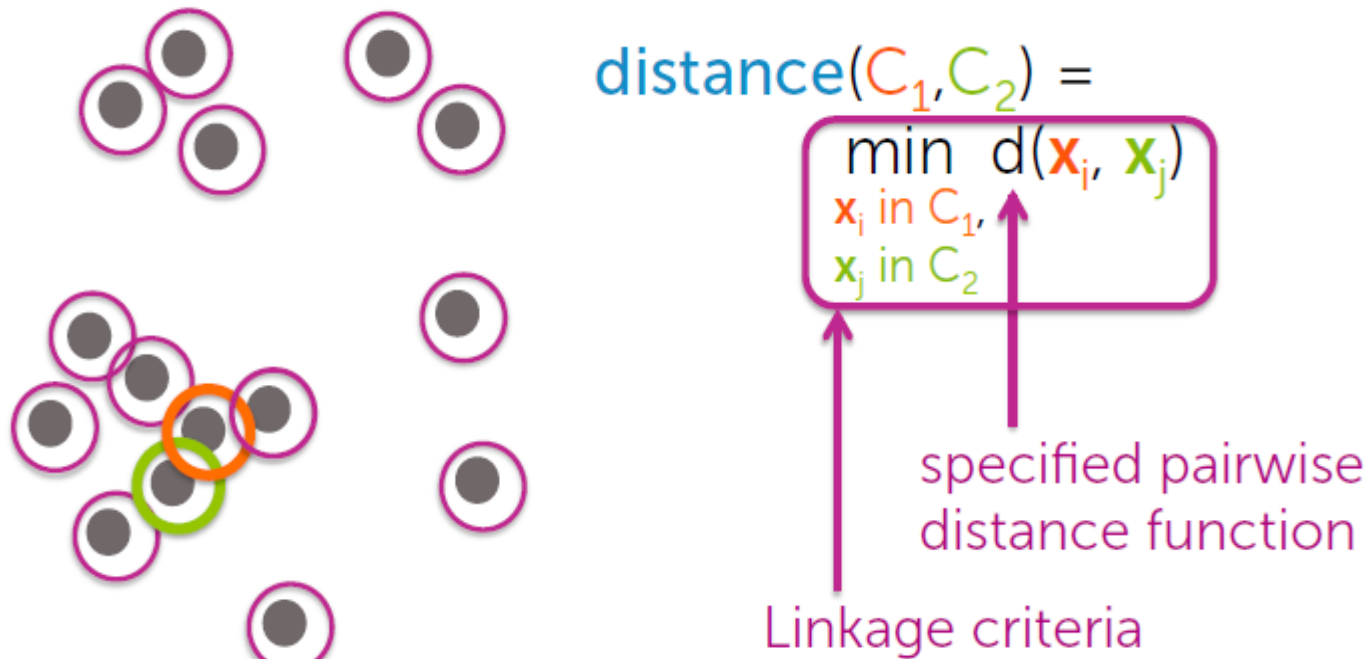 distance(C₁,C₂) =
min d(xᵢ, xⱼ)
xᵢ in C₁,
xⱼ in C₂
specified pairwise
distance function
Linkage criteria